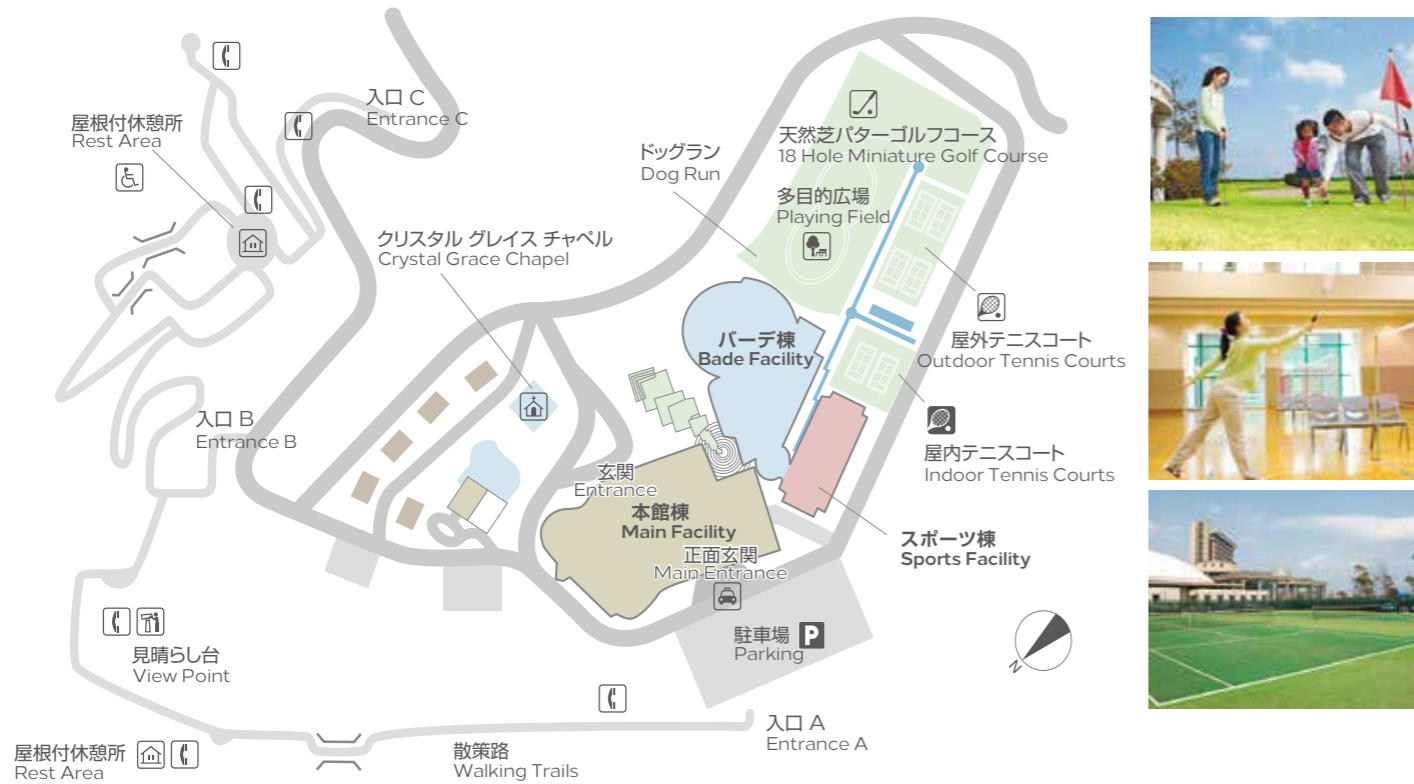 入口 C
Entrance C
屋根付休憩所
Rest Area
ドッグラン
Dog Run
天然芝パターゴルフコース
18 Hole Miniature Golf Course
多目的広場
Playing Field
クリスタル グレイス チャペル
Crystal Grace Chapel
バーデ棟
Bade Facility
屋外テニスコート
Outdoor Tennis Courts
入口 B
Entrance B
屋内テニスコート
Indoor Tennis Courts
玄関
Entrance
本館棟
Main Facility
スポーツ棟
Sports Facility
正面玄関
Main Entrance
駐車場 P
Parking
N
見晴らし台
View Point
入口 A
Entrance A
屋根付休憩所
Rest Area
散策路
Walking Trails